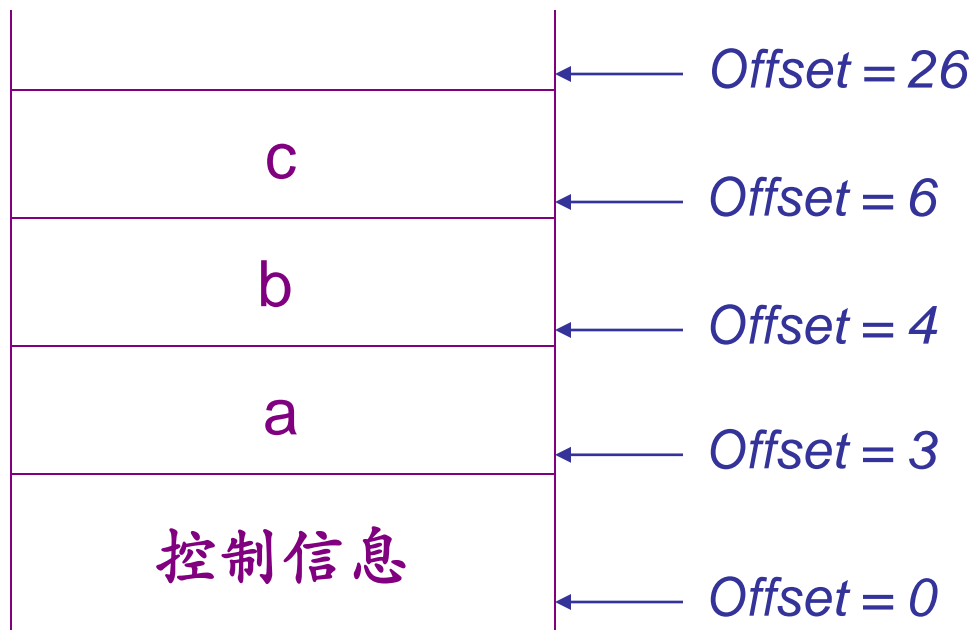 Offset = 26
c
Offset = 6
b
Offset = 4
a
Offset = 3
控制信息
Offset = 0